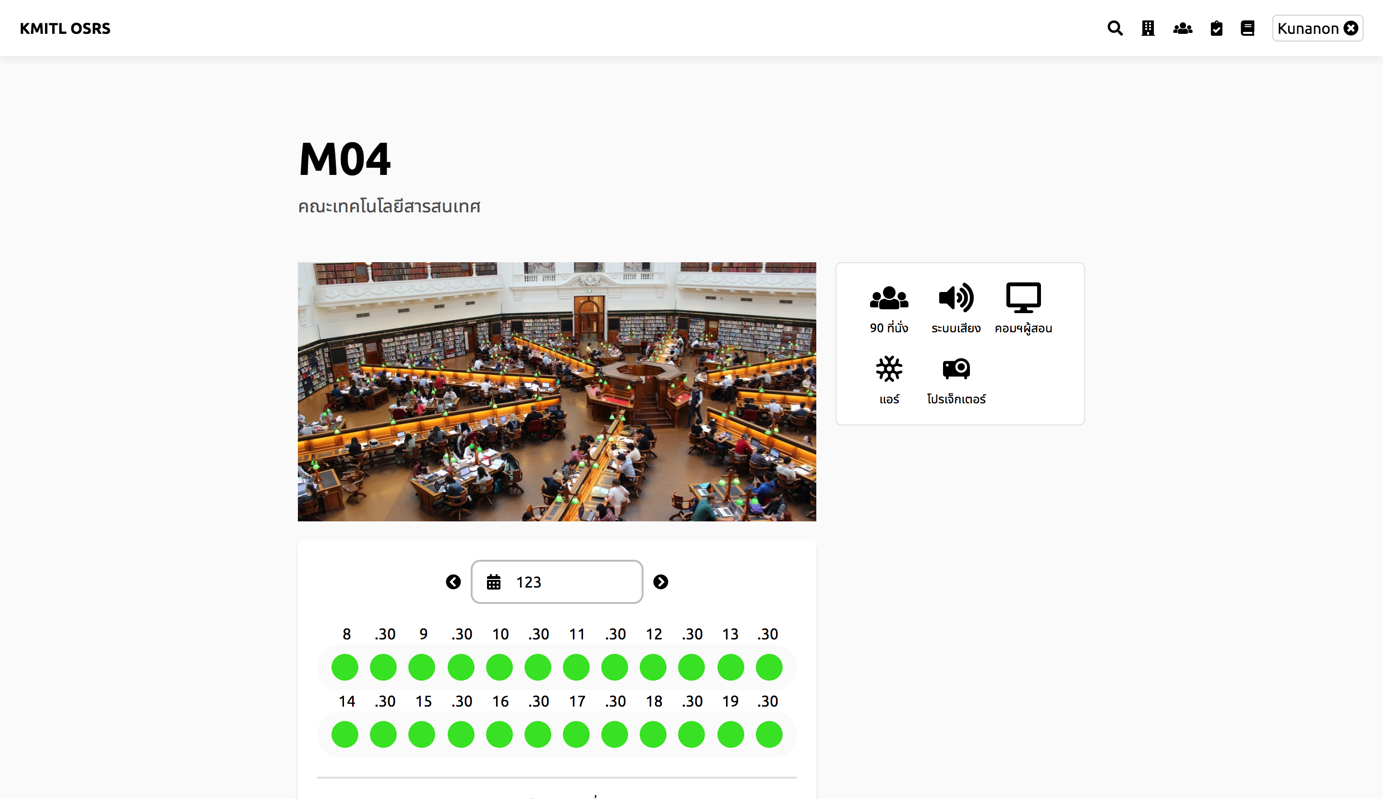 KMITL OSRS
Kunanon
M04
คณะเทคโนโลยีสารสนเทศ
90 ที่นั่ง ระบบเสียง คอมฯผู้สอน
แอร์ โปรเจ็กเตอร์
123
8 .30 9 .30 10 .30 11 .30 12 .30 13 .30
14 .30 15 .30 16 .30 17 .30 18 .30 19 .30